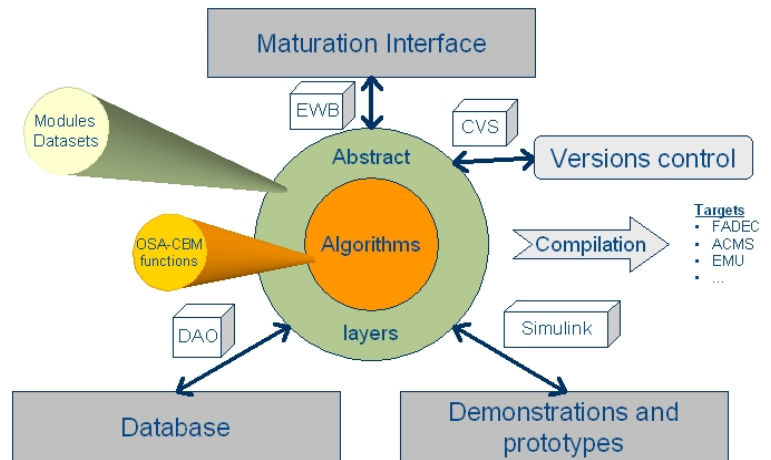 Maturation Interface
EWB
CVS
Modules
Datasets
Abstract
Versions control
Algorithms
OSA-CBM
functions
Compilation
Targets
• FADEC
• ACMS
• EMU
• ...
layers
DAO
Simulink
Database
Demonstrations and
prototypes